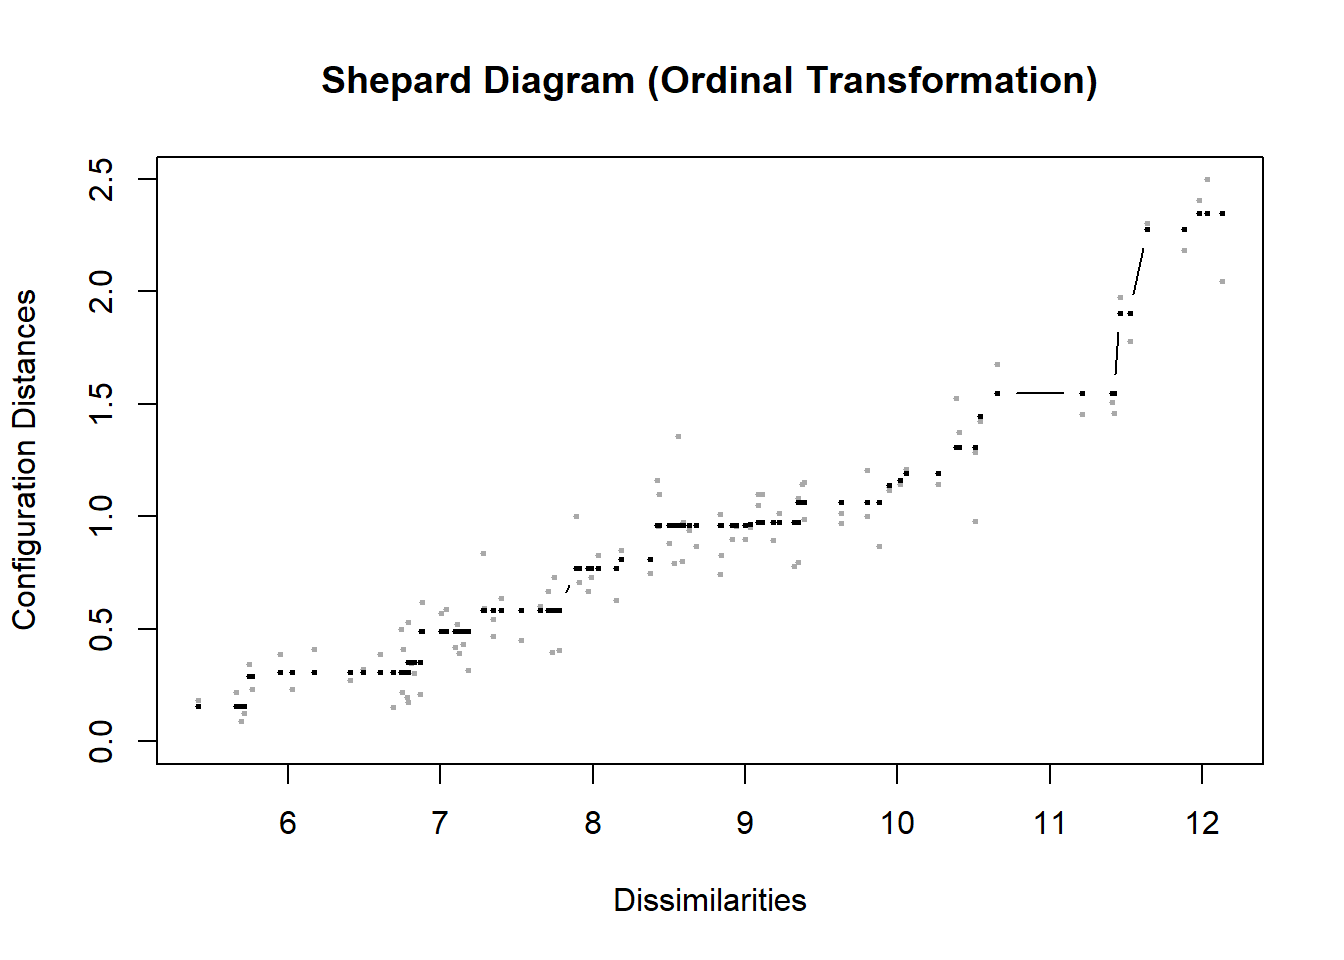 Shepard Diagram (Ordinal Transformation)
Configuration Distances
2.5
2.0
1.5
1.0
0.5
0.0
6 7 8 9 10 11 12
Dissimilarities